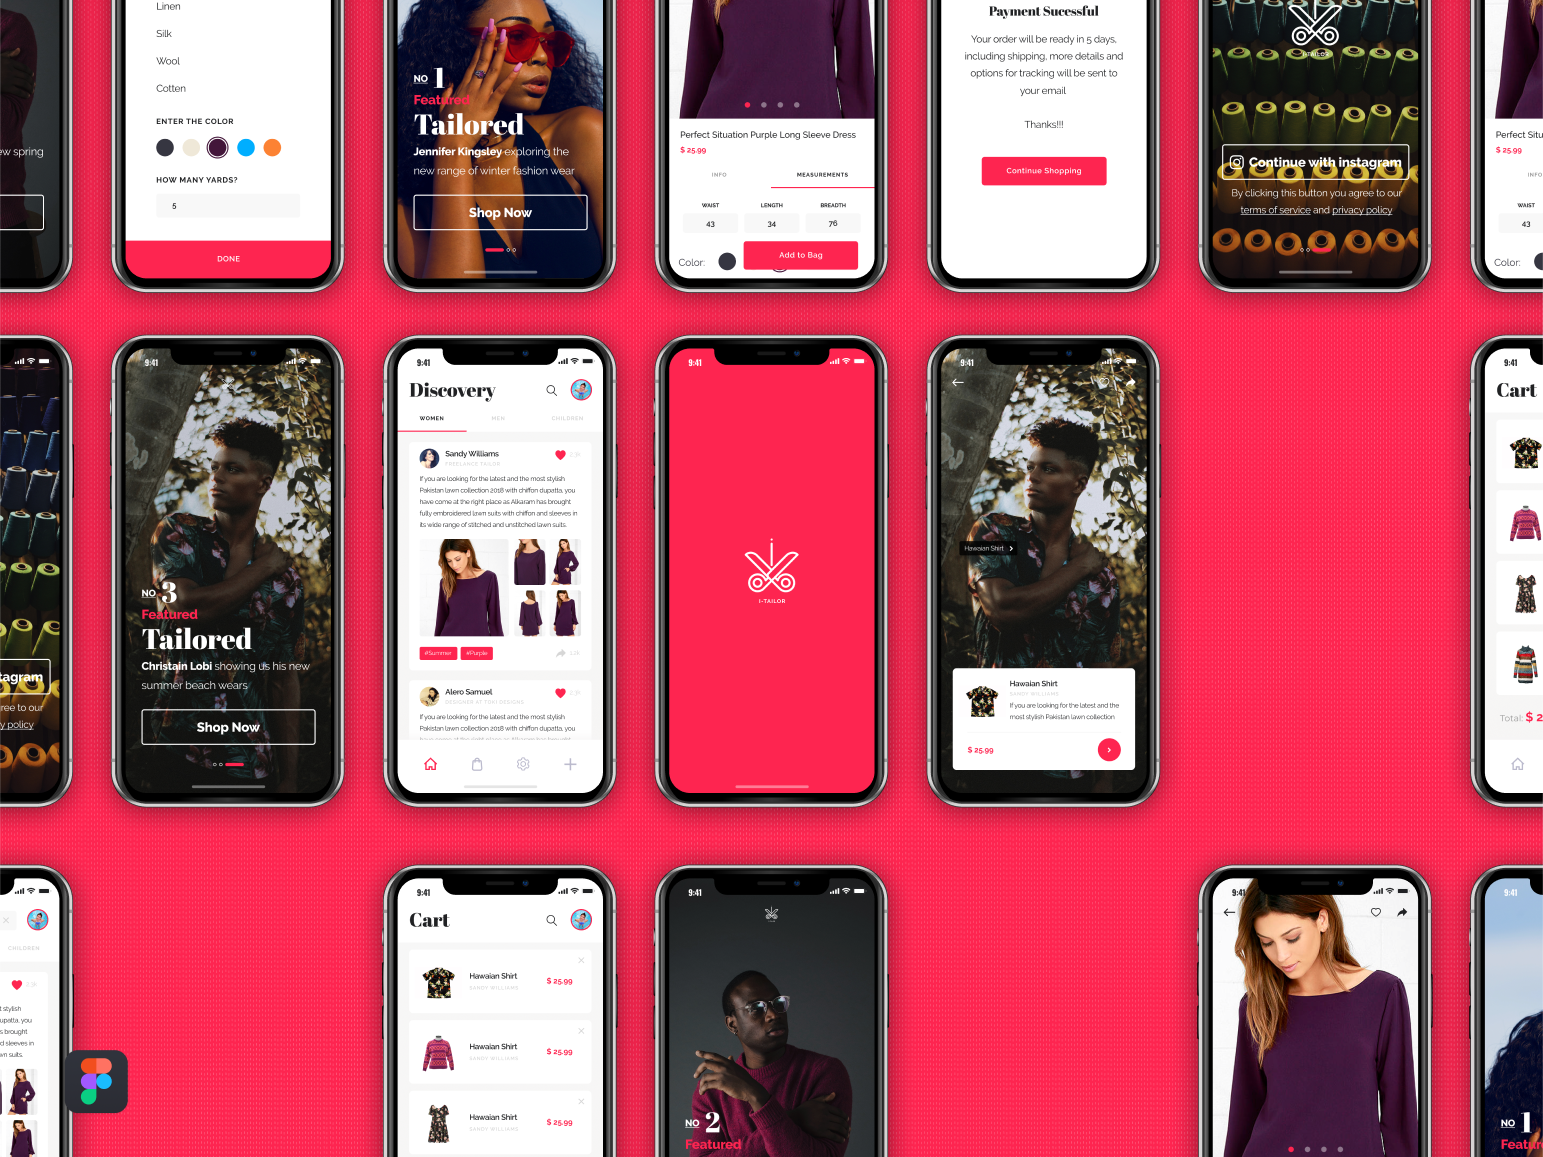 ew spring
Linen
Silk
Wool
Cotten
ENTER THE COLOR
HOW MANY YARDS?
5
DONE
NO 1
Featured
Tailored
Jennifer Kingsley exploring the
new range of winter fashion wear
Shop Now
Perfect Situation Purple Long Sleeve Dress
$ 25.99
INFO
MEASUREMENTS
WAIST
LENGTH
BREADTH
43
34
76
Color:
Add to Bag
Payment Sucessful
Your order will be ready in 5 days,
including shipping, more details and
options for tracking will be sent to
your email
Thanks!!!
Continue Shopping
I-TAILOR
Continue with instagram
By clicking this button you agree to our
terms of service and privacy policy
Perfect Situ
$ 25.99
INFO
WAIST
43
Color:
tagram
ree to our
y policy
9:41
NO 3
Featured
Tailored
Christain Lobi showing us his new
summer beach wears
Shop Now
9:41
Discovery
WOMEN
MEN
CHILDREN
Sandy Williams
FREELANCE TAILOR
If you are looking for the latest and the most stylish
Pakistan lawn collection 2018 with chiffon dupatta, you
have come at the right place as Alkaram has brought
fully embroidered lawn suits with chiffon and sleeves in
its wide range of stitched and unstitched lawn suits.
#Summer
#Purple
Alero Samuel
DESIGNER AT TOKI DESIGNS
If you are looking for the latest and the most stylish
Pakistan lawn collection 2018 with chiffon dupatta, you
9:41
I-TAILOR
9:41
Hawaian Shirt
Hawaian Shirt
SANDY WILLIAMS
If you are looking for the latest and the
most stylish Pakistan lawn collection
$ 25.99
9:41
Cart
Total: $ 2
CHILDREN
t stylish
upatta, you
s brought
d sleeves in
wn suits.
9:41
Cart
Hawaian Shirt
SANDY WILLIAMS
$ 25.99
Hawaian Shirt
SANDY WILLIAMS
$ 25.99
Hawaian Shirt
SANDY WILLIAMS
$ 25.99
9:41
NO 2
Featured
9:41
9:41
NO 1
Featur